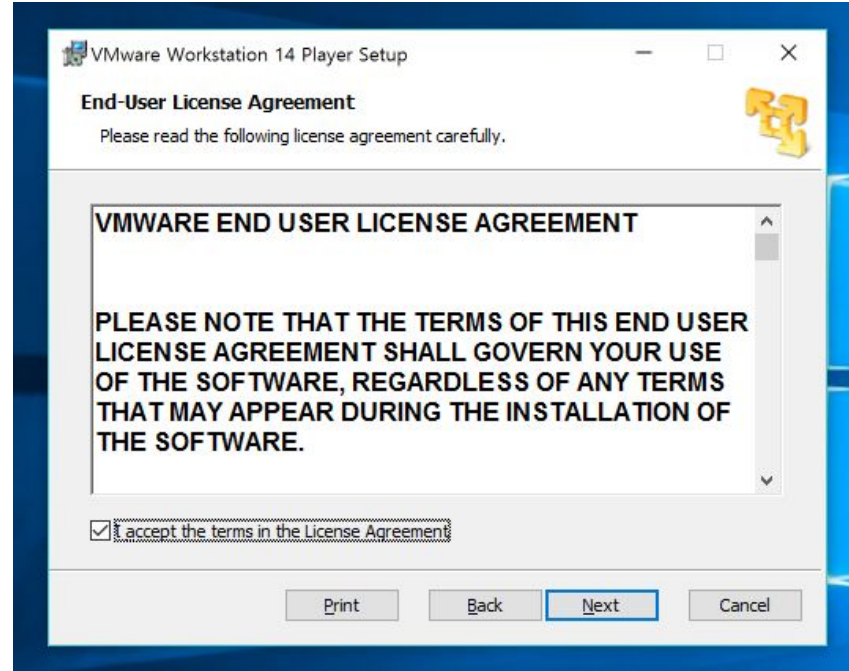 VMware Workstation 14 Player Setup
End-User License Agreement
Please read the following license agreement carefully.
VMWARE END USER LICENSE AGREEMENT
PLEASE NOTE THAT THE TERMS OF THIS END USER
LICENSE AGREEMENT SHALL GOVERN YOUR USE
OF THE SOFTWARE, REGARDLESS OF ANY TERMS
THAT MAY APPEAR DURING THE INSTALLATION OF
THE SOFTWARE.
I accept the terms in the License Agreement
Print Back Next Cancel